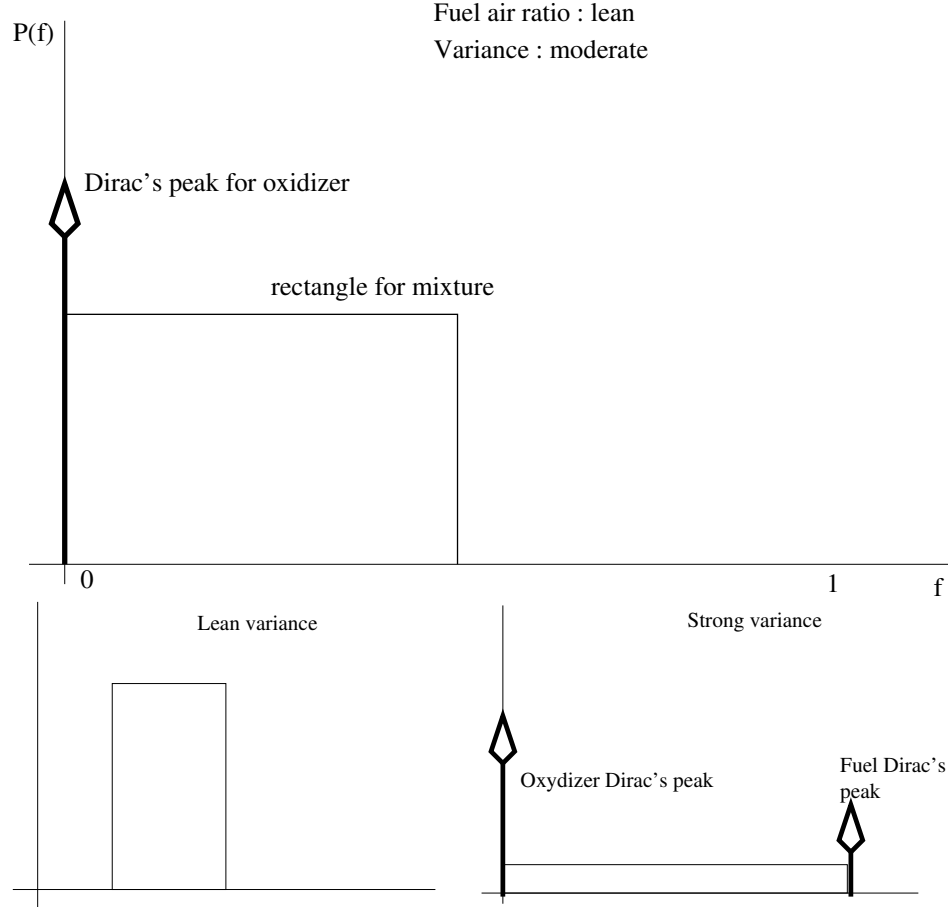 Fuel air ratio : lean
Variance : moderate
P(f)
Dirac's peak for oxidizer
rectangle for mixture
0
1
f
Lean variance
Strong variance
Oxydizer Dirac's peak
Fuel Dirac's
peak